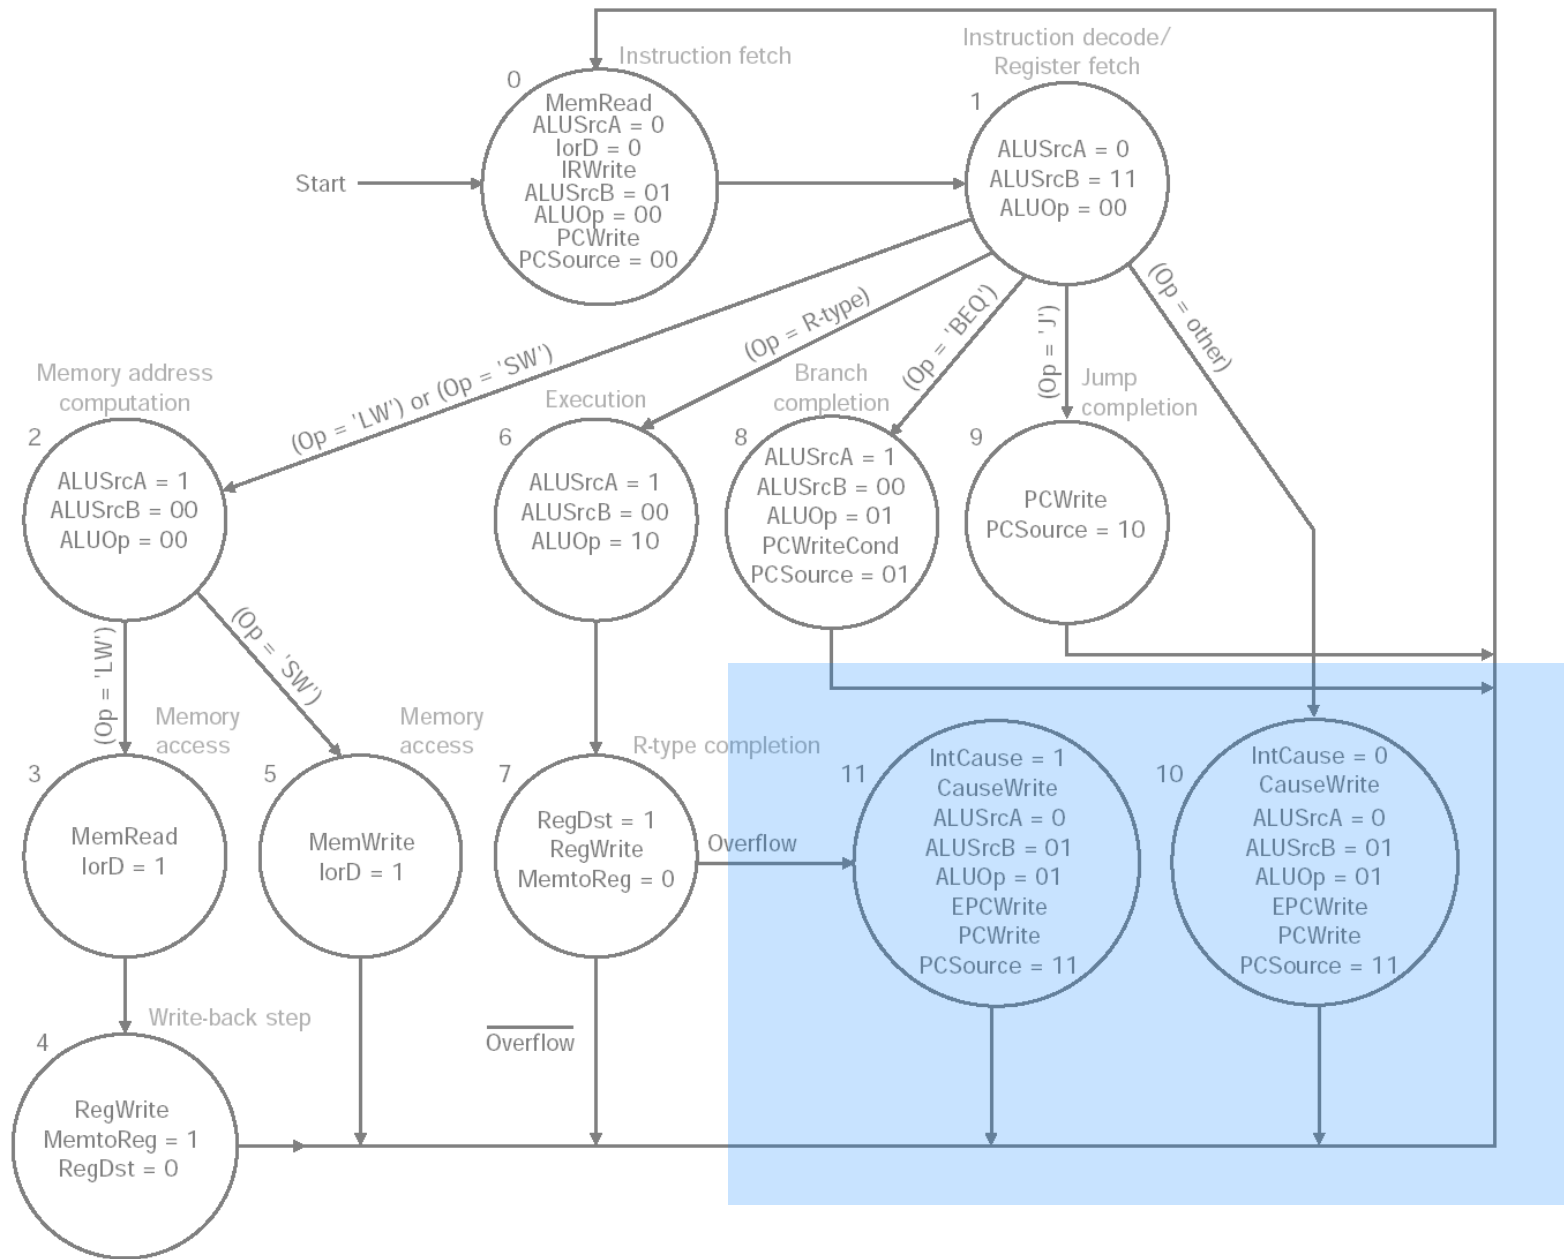 Instruction fetch
0
MemRead
ALUSrcA = 0
IorD = 0
IRWrite
ALUSrcB = 01
ALUOp = 00
PCWrite
PCSource = 00
Start
Instruction decode/
Register fetch
1
ALUSrcA = 0
ALUSrcB = 11
ALUOp = 00
(Op = 'LW') or (Op = 'SW')
(Op = R-type)
(Op = 'BEQ')
(Op = 'J')
(Op = other)
Memory address
computation
2
ALUSrcA = 1
ALUSrcB = 00
ALUOp = 00
Execution
6
ALUSrcA = 1
ALUSrcB = 00
ALUOp = 10
Branch
completion
8
ALUSrcA = 1
ALUSrcB = 00
ALUOp = 01
PCWriteCond
PCSource = 01
Jump
completion
9
PCWrite
PCSource = 10
(Op = 'LW')
(Op = 'SW')
Memory
access
3
MemRead
IorD = 1
Memory
access
5
MemWrite
IorD = 1
R-type completion
7
RegDst = 1
RegWrite
MemtoReg = 0
Overflow
11
IntCause = 1
CauseWrite
ALUSrcA = 0
ALUSrcB = 01
ALUOp = 01
EPCWrite
PCWrite
PCSource = 11
10
IntCause = 0
CauseWrite
ALUSrcA = 0
ALUSrcB = 01
ALUOp = 01
EPCWrite
PCWrite
PCSource = 11
Write-back step
4
RegWrite
MemtoReg = 1
RegDst = 0
Overflow